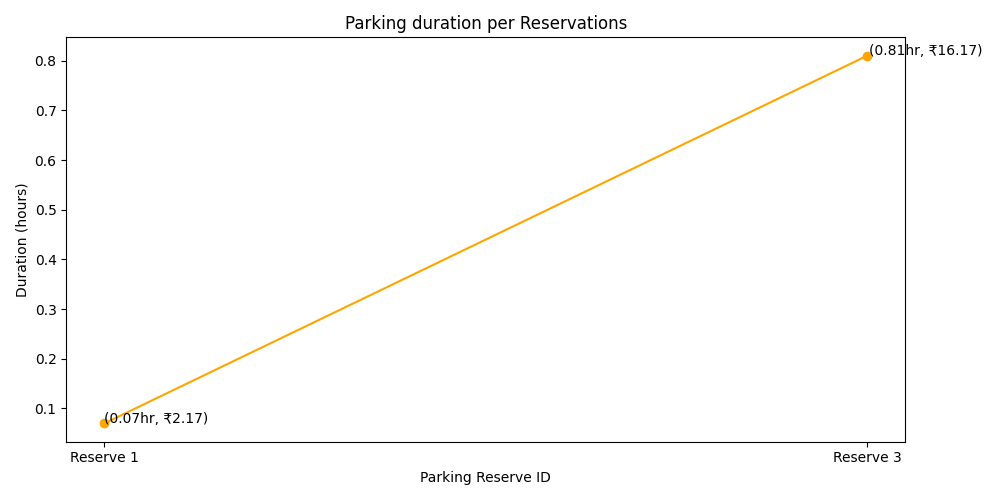 Parking duration per Reservations
(0.81hr, ₹16.17)
0.8
0.7
0.6
0.5
0.4
0.3
0.2
0.1
Duration (hours)
(0.07hr, ₹2.17)
Reserve 1
Reserve 3
Parking Reserve ID